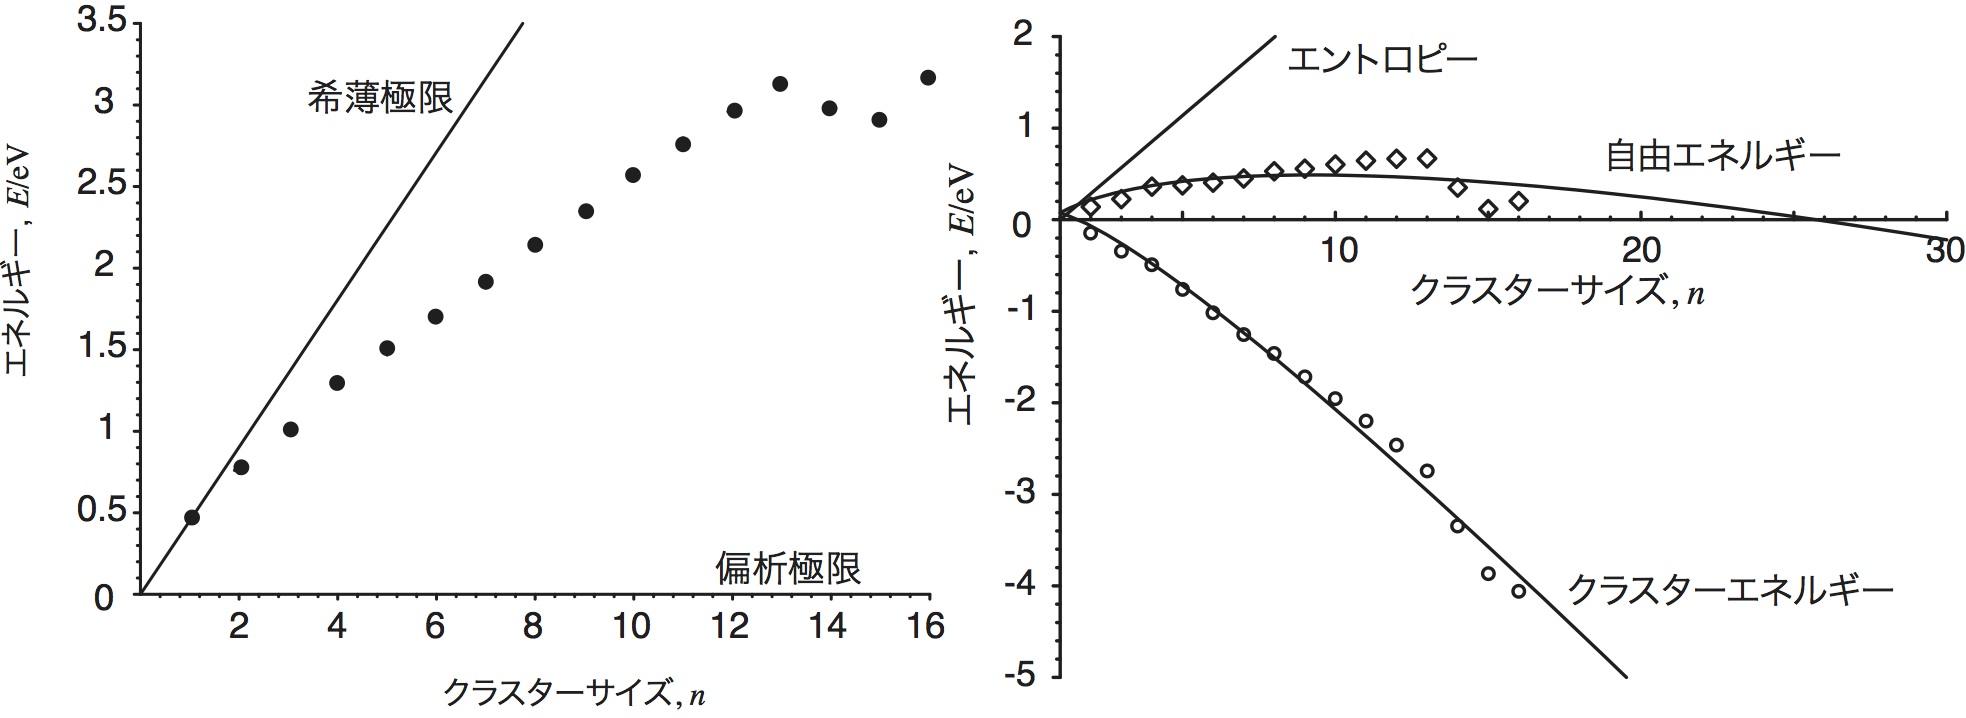 3.5
3
2.5
2
1.5
1
0.5
0
エネルギー, E/eV
希薄極限
偏析極限
2 4 6 8 10 12 14 16
クラスターサイズ, n
2
1
0
-1
-2
-3
-4
-5
エネルギー, E/eV
エントロピー
自由エネルギー
10 20 30
クラスターサイズ, n
クラスターエネルギー